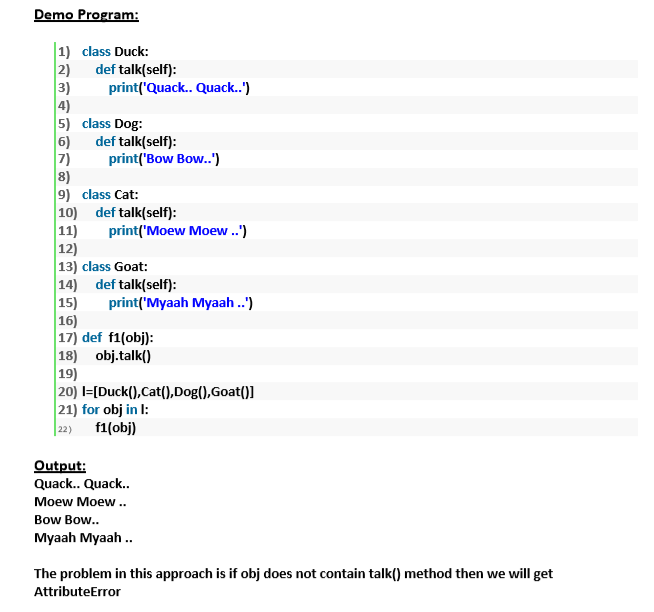 Demo Program:
1) class Duck:
2) def talk(self):
3) print('Quack.. Quack..')
4)
5) class Dog:
6) def talk(self):
7) print('Bow Bow..')
8)
9) class Cat:
10) def talk(self):
11) print('Moew Moew ..')
12)
13) class Goat:
14) def talk(self):
15) print('Myaah Myaah ..')
16)
17) def f1(obj):
18) obj.talk()
19)
20) l=[Duck(),Cat(),Dog(),Goat()]
21) for obj in l:
22) f1(obj)
Output:
Quack.. Quack..
Moew Moew ..
Bow Bow..
Myaah Myaah ..
The problem in this approach is if obj does not contain talk() method then we will get
AttributeError